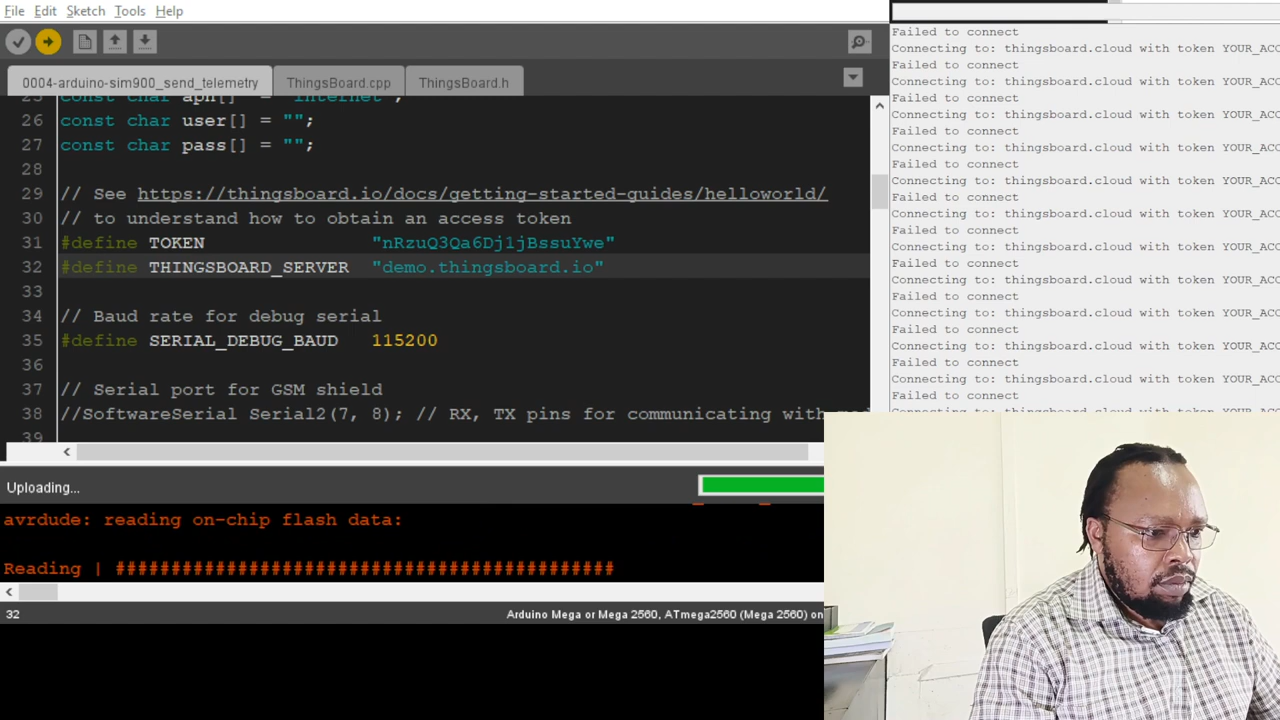 File Edit Sketch Tools Help
0004-arduino-sim900_send_telemetry ThingsBoard.cpp ThingsBoard.h
25 const char apn[] = "internet";
26 const char user[] = "";
27 const char pass[] = "";
28
29 // See https://thingsboard.io/docs/getting-started-guides/helloworld/
30 // to understand how to obtain an access token
31 #define TOKEN "nRzuQ3Qa6Dj1jBssuYwe"
32 #define THINGSBOARD_SERVER "demo.thingsboard.io"
33
34 // Baud rate for debug serial
35 #define SERIAL_DEBUG_BAUD 115200
36
37 // Serial port for GSM shield
38 //SoftwareSerial Serial2(7, 8); // RX, TX pins for communicating with
39
Uploading...
avrdude: reading on-chip flash data:
Reading | ############################################
32 Arduino Mega or Mega 2560, ATmega2560 (Mega 2560) on
Failed to connect
Connecting to: thingsboard.cloud with token YOUR_ACC
Failed to connect
Connecting to: thingsboard.cloud with token YOUR_ACC
Failed to connect
Connecting to: thingsboard.cloud with token YOUR_ACC
Failed to connect
Connecting to: thingsboard.cloud with token YOUR_ACC
Failed to connect
Connecting to: thingsboard.cloud with token YOUR_ACC
Failed to connect
Connecting to: thingsboard.cloud with token YOUR_ACC
Failed to connect
Connecting to: thingsboard.cloud with token YOUR_ACC
Failed to connect
Connecting to: thingsboard.cloud with token YOUR_ACC
Failed to connect
Connecting to: thingsboard.cloud with token YOUR_ACC
Failed to connect
Connecting to: thingsboard.cloud with token YOUR_ACC
Failed to connect
Connecting to: thingsboard.cloud with token YOUR_ACC
Failed to connect
Connecting to: thingsboard.cloud with token YOUR_ACC